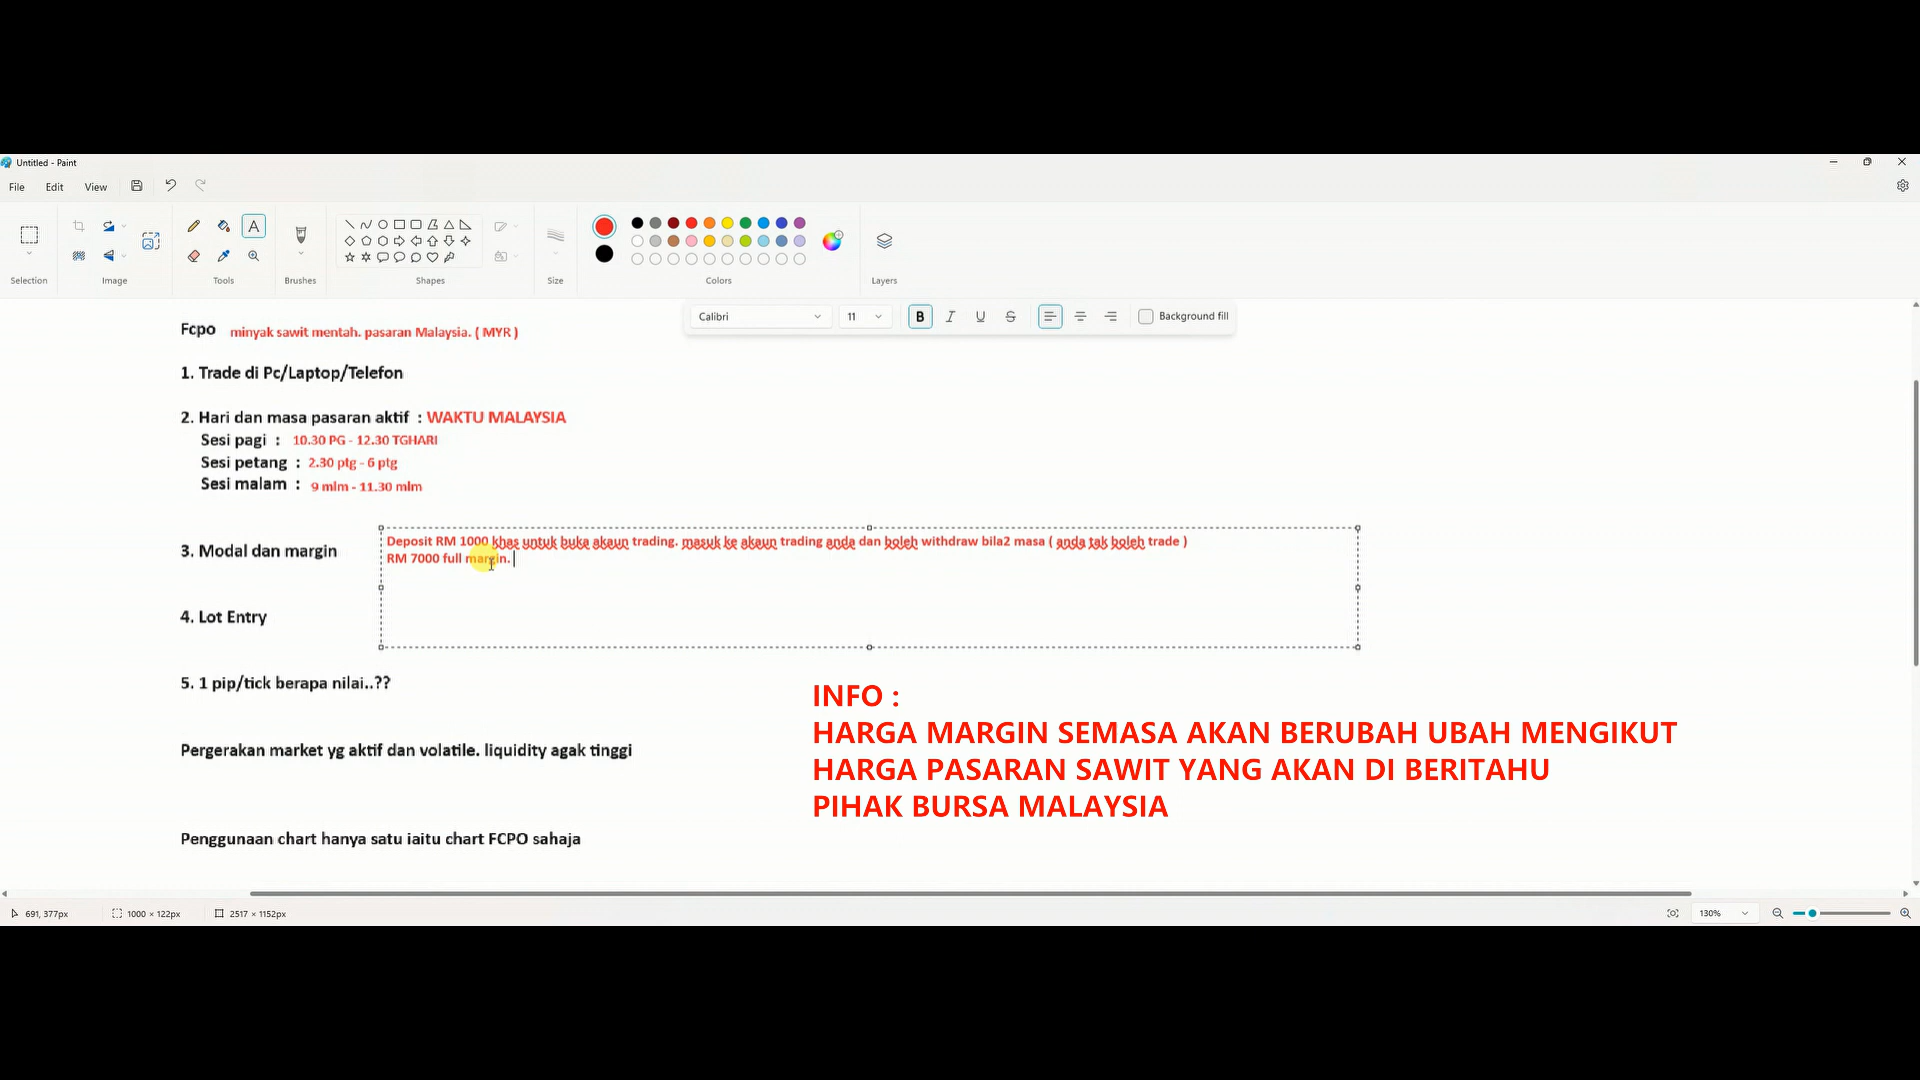 Untitled - Paint
File Edit View
Selection Image Tools Brushes Shapes Size Colors Layers
Calibri 11 B I U S Background fill
Fcpo minyak sawit mentah. pasaran Malaysia. ( MYR )
1. Trade di Pc/Laptop/Telefon
2. Hari dan masa pasaran aktif : WAKTU MALAYSIA
Sesi pagi : 10.30 PG - 12.30 TGHARI
Sesi petang : 2.30 ptg - 6 ptg
Sesi malam : 9 mlm - 11.30 mlm
3. Modal dan margin
Deposit RM 1000 khas untuk buka akaun trading. masuk ke akaun trading anda dan boleh withdraw bila2 masa ( anda tak boleh trade )
RM 7000 full margin.
4. Lot Entry
5. 1 pip/tick berapa nilai..??
Pergerakan market yg aktif dan volatile. liquidity agak tinggi
Penggunaan chart hanya satu iaitu chart FCPO sahaja
INFO :
HARGA MARGIN SEMASA AKAN BERUBAH UBAH MENGIKUT
HARGA PASARAN SAWIT YANG AKAN DI BERITAHU
PIHAK BURSA MALAYSIA
691, 377px 1000 × 122px 2517 × 1152px 130%